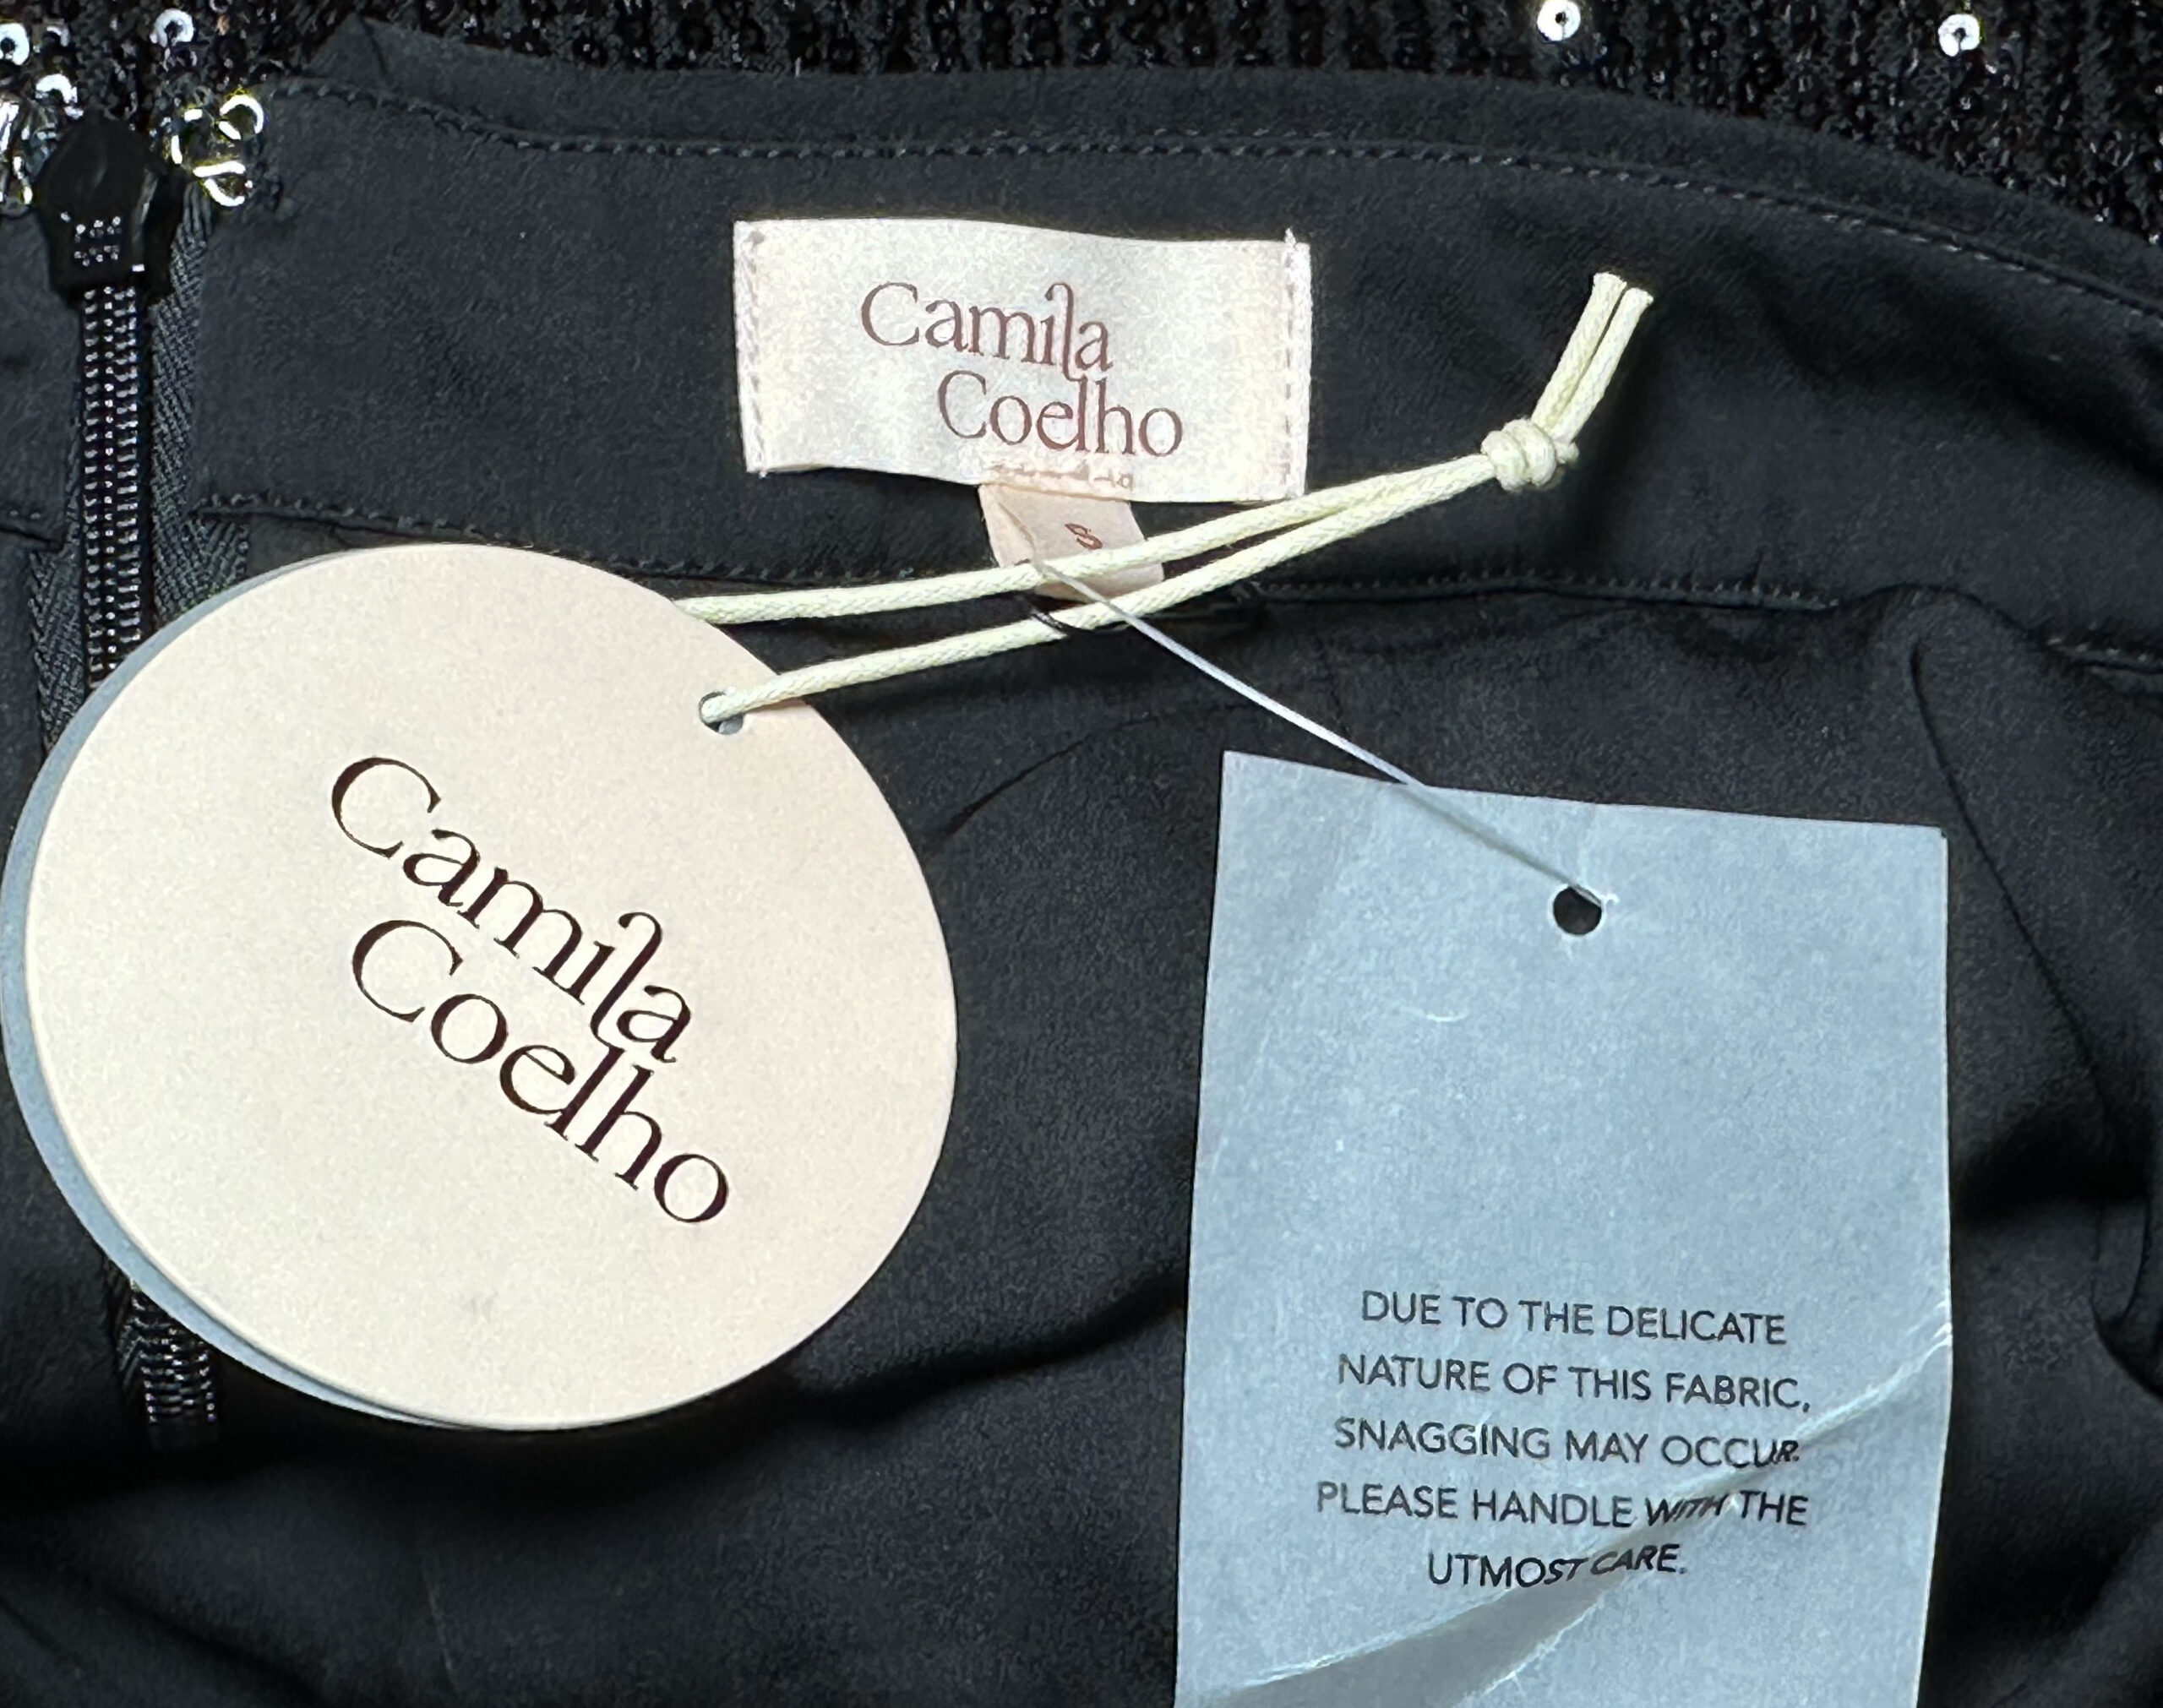 Camila
Coelho
S
Camila
Coelho
DUE TO THE DELICATE
NATURE OF THIS FABRIC,
SNAGGING MAY OCCUR.
PLEASE HANDLE WITH THE
UTMOST CARE.